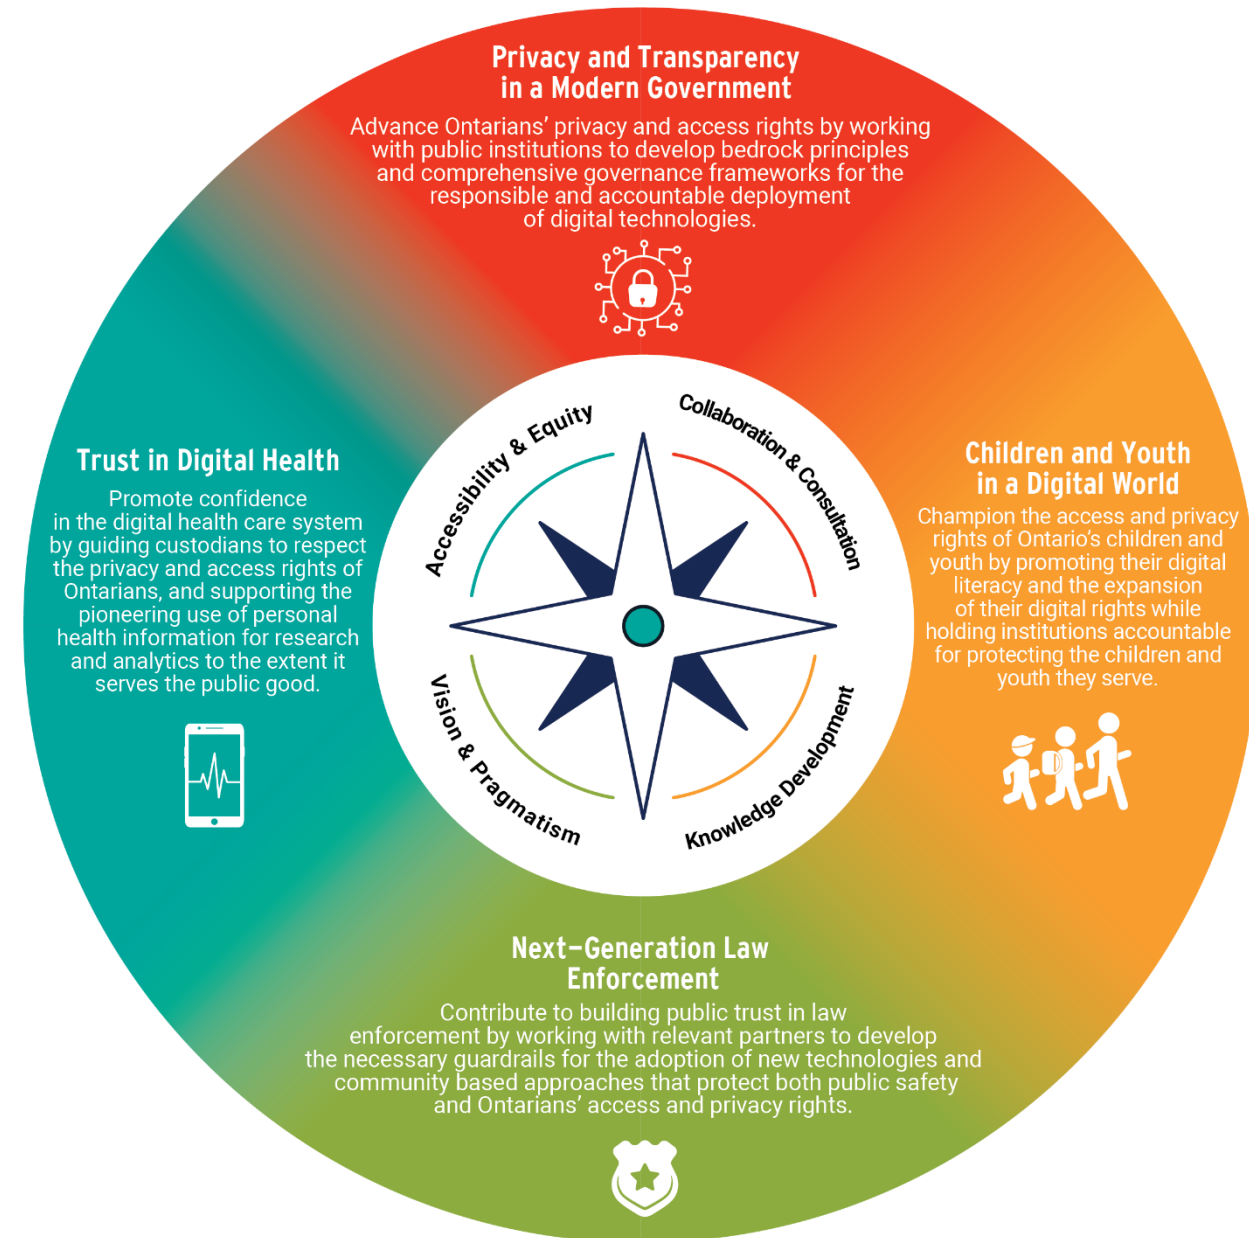 Privacy and Transparency
in a Modern Government
Advance Ontarians’ privacy and access rights by working
with public institutions to develop bedrock principles
and comprehensive governance frameworks for the
responsible and accountable deployment
of digital technologies.
Accessibility & Equity
Collaboration & Consultation
Trust in Digital Health
Promote confidence
in the digital health care system
by guiding custodians to respect
the privacy and access rights of
Ontarians, and supporting the
pioneering use of personal
health information for research
and analytics to the extent it
serves the public good.
Children and Youth
in a Digital World
Champion the access and privacy
rights of Ontario’s children and
youth by promoting their digital
literacy and the expansion
of their digital rights while
holding institutions accountable
for protecting the children and
youth they serve.
Vision & Pragmatism
Knowledge Development
Next-Generation Law
Enforcement
Contribute to building public trust in law
enforcement by working with relevant partners to develop
the necessary guardrails for the adoption of new technologies and
community based approaches that protect both public safety
and Ontarians’ access and privacy rights.